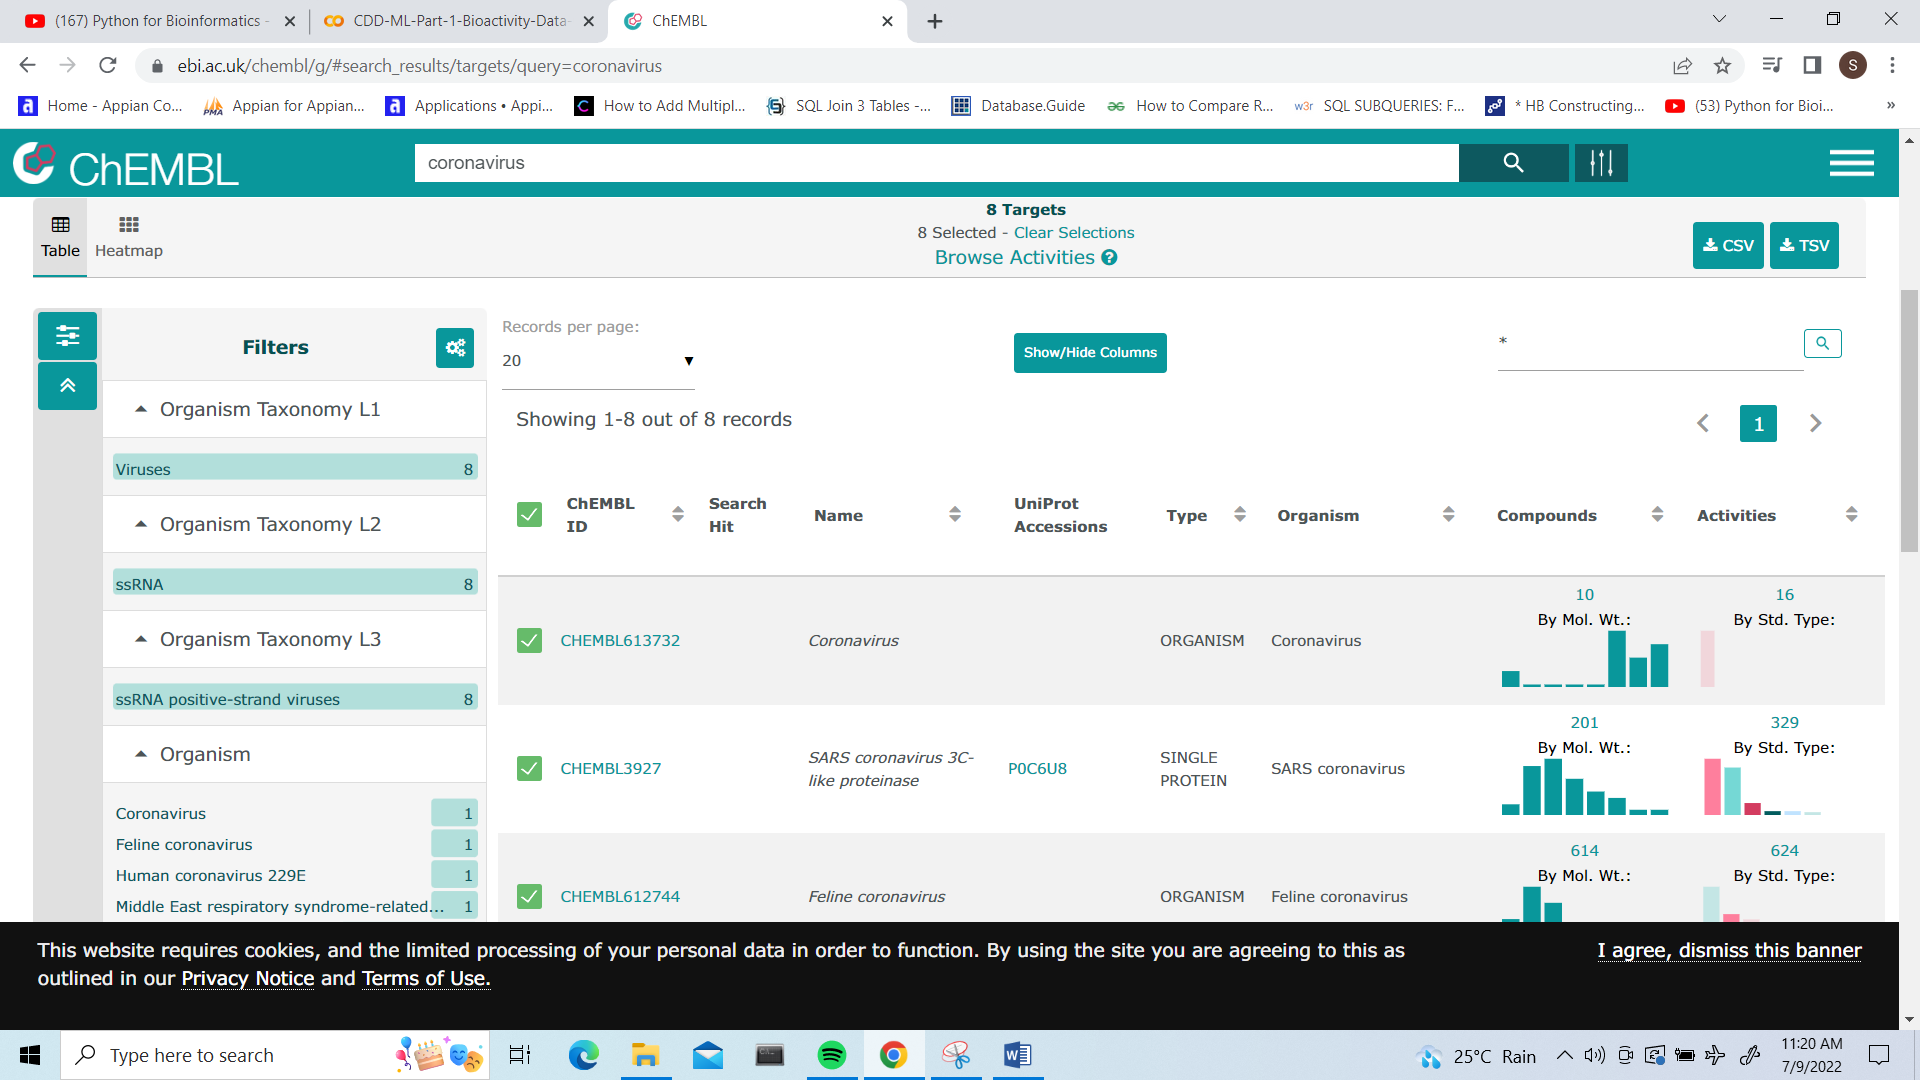 (167) Python for Bioinformatics -
CDD-ML-Part-1-Bioactivity-Data-
ChEMBL
ebi.ac.uk/chembl/g/#search_results/targets/query=coronavirus
S
Home - Appian Co...
Appian for Appian...
Applications • Appi...
How to Add Multipl...
SQL Join 3 Tables -...
Database.Guide
How to Compare R...
SQL SUBQUERIES: F...
* HB Constructing...
(53) Python for Bioi...
»
ChEMBL
coronavirus
Table
Heatmap
8 Targets
8 Selected - Clear Selections
Browse Activities
CSV
TSV
Filters
Organism Taxonomy L1
Viruses 8
Organism Taxonomy L2
ssRNA 8
Organism Taxonomy L3
ssRNA positive-strand viruses 8
Organism
Coronavirus 1
Feline coronavirus 1
Human coronavirus 229E 1
Middle East respiratory syndrome-related... 1
Records per page:
20
Show/Hide Columns
*
Showing 1-8 out of 8 records
1
ChEMBL ID
Search Hit
Name
UniProt Accessions
Type
Organism
Compounds
Activities
CHEMBL613732 Coronavirus ORGANISM Coronavirus
10
By Mol. Wt.:
16
By Std. Type:
CHEMBL3927
SARS coronavirus 3C-
like proteinase
P0C6U8
SINGLE
PROTEIN
SARS coronavirus
201
By Mol. Wt.:
329
By Std. Type:
CHEMBL612744 Feline coronavirus ORGANISM Feline coronavirus
614
By Mol. Wt.:
624
By Std. Type:
This website requires cookies, and the limited processing of your personal data in order to function. By using the site you are agreeing to this as
outlined in our Privacy Notice and Terms of Use.
I agree, dismiss this banner
Type here to search
25°C Rain
11:20 AM
7/9/2022